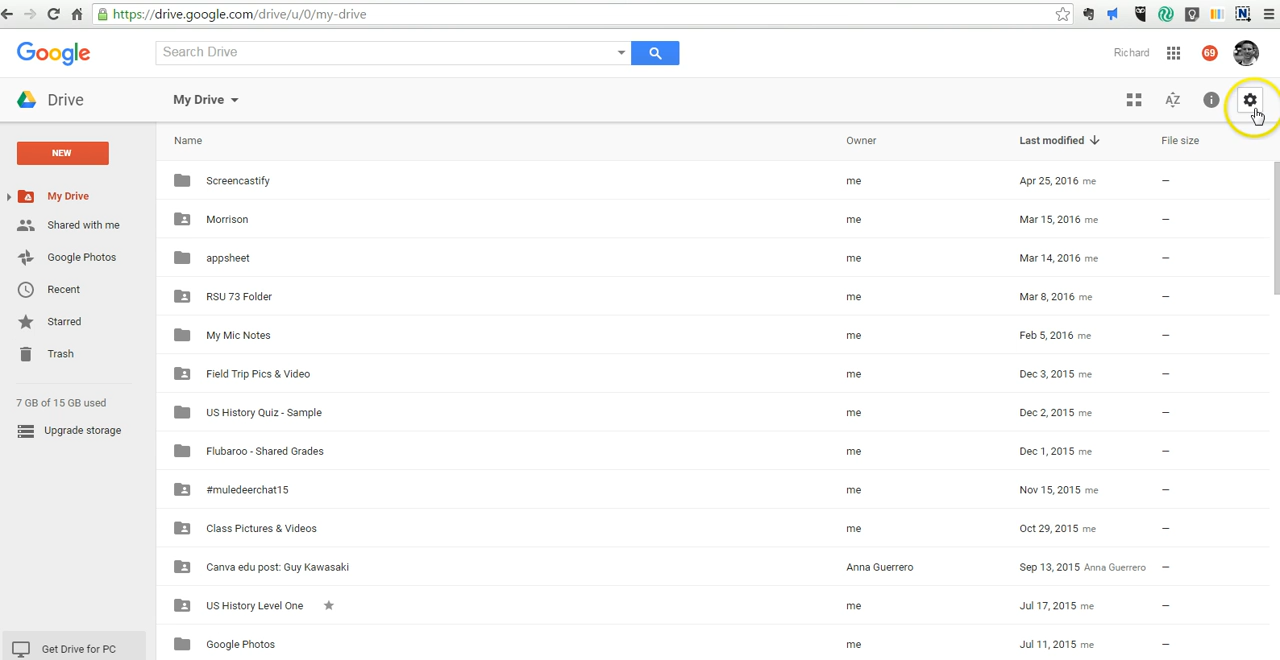 https://drive.google.com/drive/u/0/my-drive
Google
Search Drive
Richard
69
Drive
My Drive
AZ
Name
Owner
Last modified
File size
NEW
My Drive
Shared with me
Google Photos
Recent
Starred
Trash
7 GB of 15 GB used
Upgrade storage
Get Drive for PC
Screencastify me Apr 25, 2016 me –
Morrison me Mar 15, 2016 me –
appsheet me Mar 14, 2016 me –
RSU 73 Folder me Mar 8, 2016 me –
My Mic Notes me Feb 5, 2016 me –
Field Trip Pics & Video me Dec 3, 2015 me –
US History Quiz - Sample me Dec 2, 2015 me –
Flubaroo - Shared Grades me Dec 1, 2015 me –
#muledeerchat15 me Nov 15, 2015 me –
Class Pictures & Videos me Oct 29, 2015 me –
Canva edu post: Guy Kawasaki Anna Guerrero Sep 13, 2015 Anna Guerrero –
US History Level One me Jul 17, 2015 me –
Google Photos me Jul 11, 2015 me –